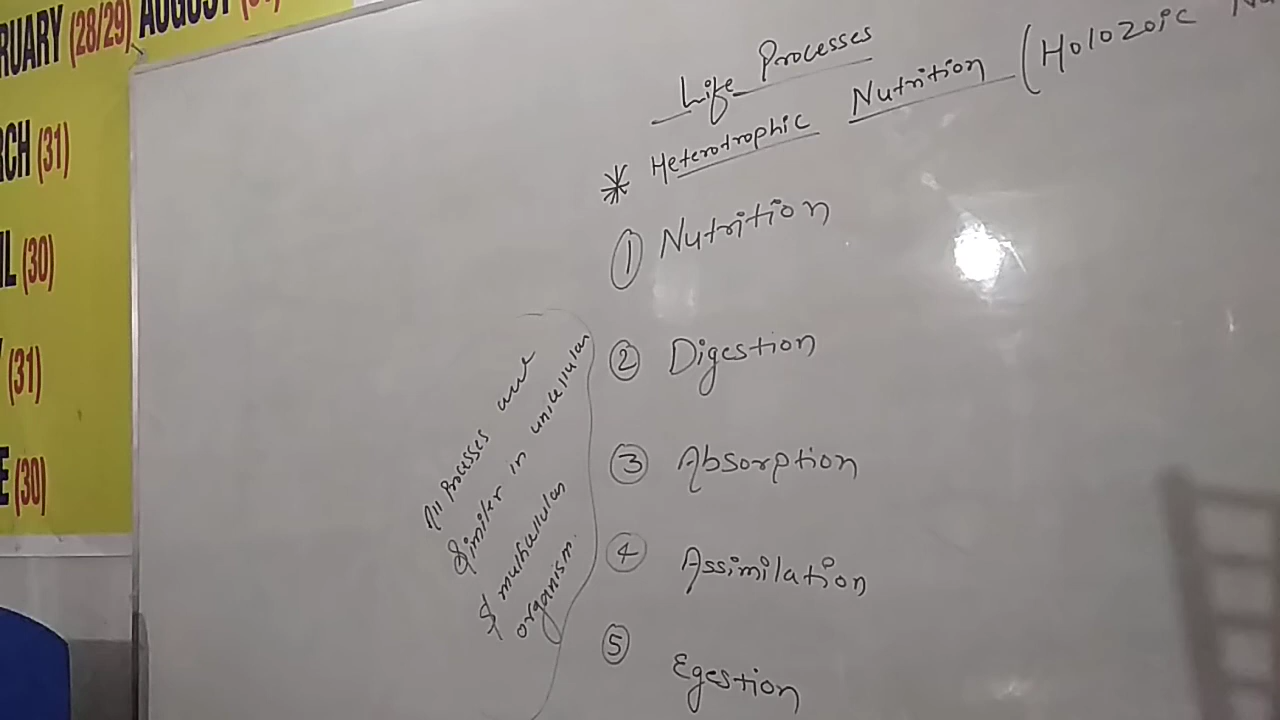 RUARY (28/29) AUGUST
RCH (31)
IL (30)
(31)
E (30)
Life Processes
* Heterotrophic Nutrition (Holozoic
① Nutrition
② Digestion
③ Absorption
④ Assimilation
⑤ Egestion
All Processes are
Similer in unicellular
& multicellular
organism.